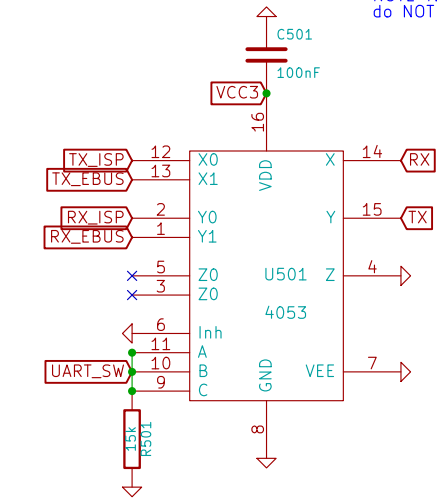 do NOT
C501
100nF
VCC3
16
TX_ISP 12 X0 VDD X 14 RX
TX_EBUS 13 X1
RX_ISP 2 Y0 Y 15 TX
RX_EBUS 1 Y1
5 Z0 U501 Z 4
3 Z0
4053
6 Inh
11 A
UART_SW 10 B GND VEE 7
9 C
8
15k
R501